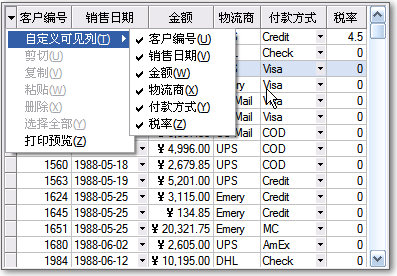 客户编号 销售日期 金额 物流商 付款方式 税率
自定义可见列(T) 客户编号(U) Credit 4.5
剪切(U) 销售日期(V) Check 0
复制(V) 金额(W) Visa 0
粘贴(W) 物流商(X) Visa 0
删除(X) 付款方式(Y) Mail Visa 0
选择全部(Y) 税率(Z) Mail COD 0
打印预览(Z) UPS COD 0
￥4,996.00 UPS COD 0
1560 1988-05-18 ￥2,679.85 UPS COD 0
1563 1988-05-19 ￥5,201.00 UPS Credit 0
1624 1988-05-25 ￥3,115.00 Emery Credit 0
1645 1988-05-25 ￥134.85 Emery Credit 0
1651 1988-05-25 ￥20,321.75 Emery MC 0
1680 1988-06-02 ￥2,605.00 UPS AmEx 0
1984 1988-06-12 ￥10,195.00 DHL Check 0